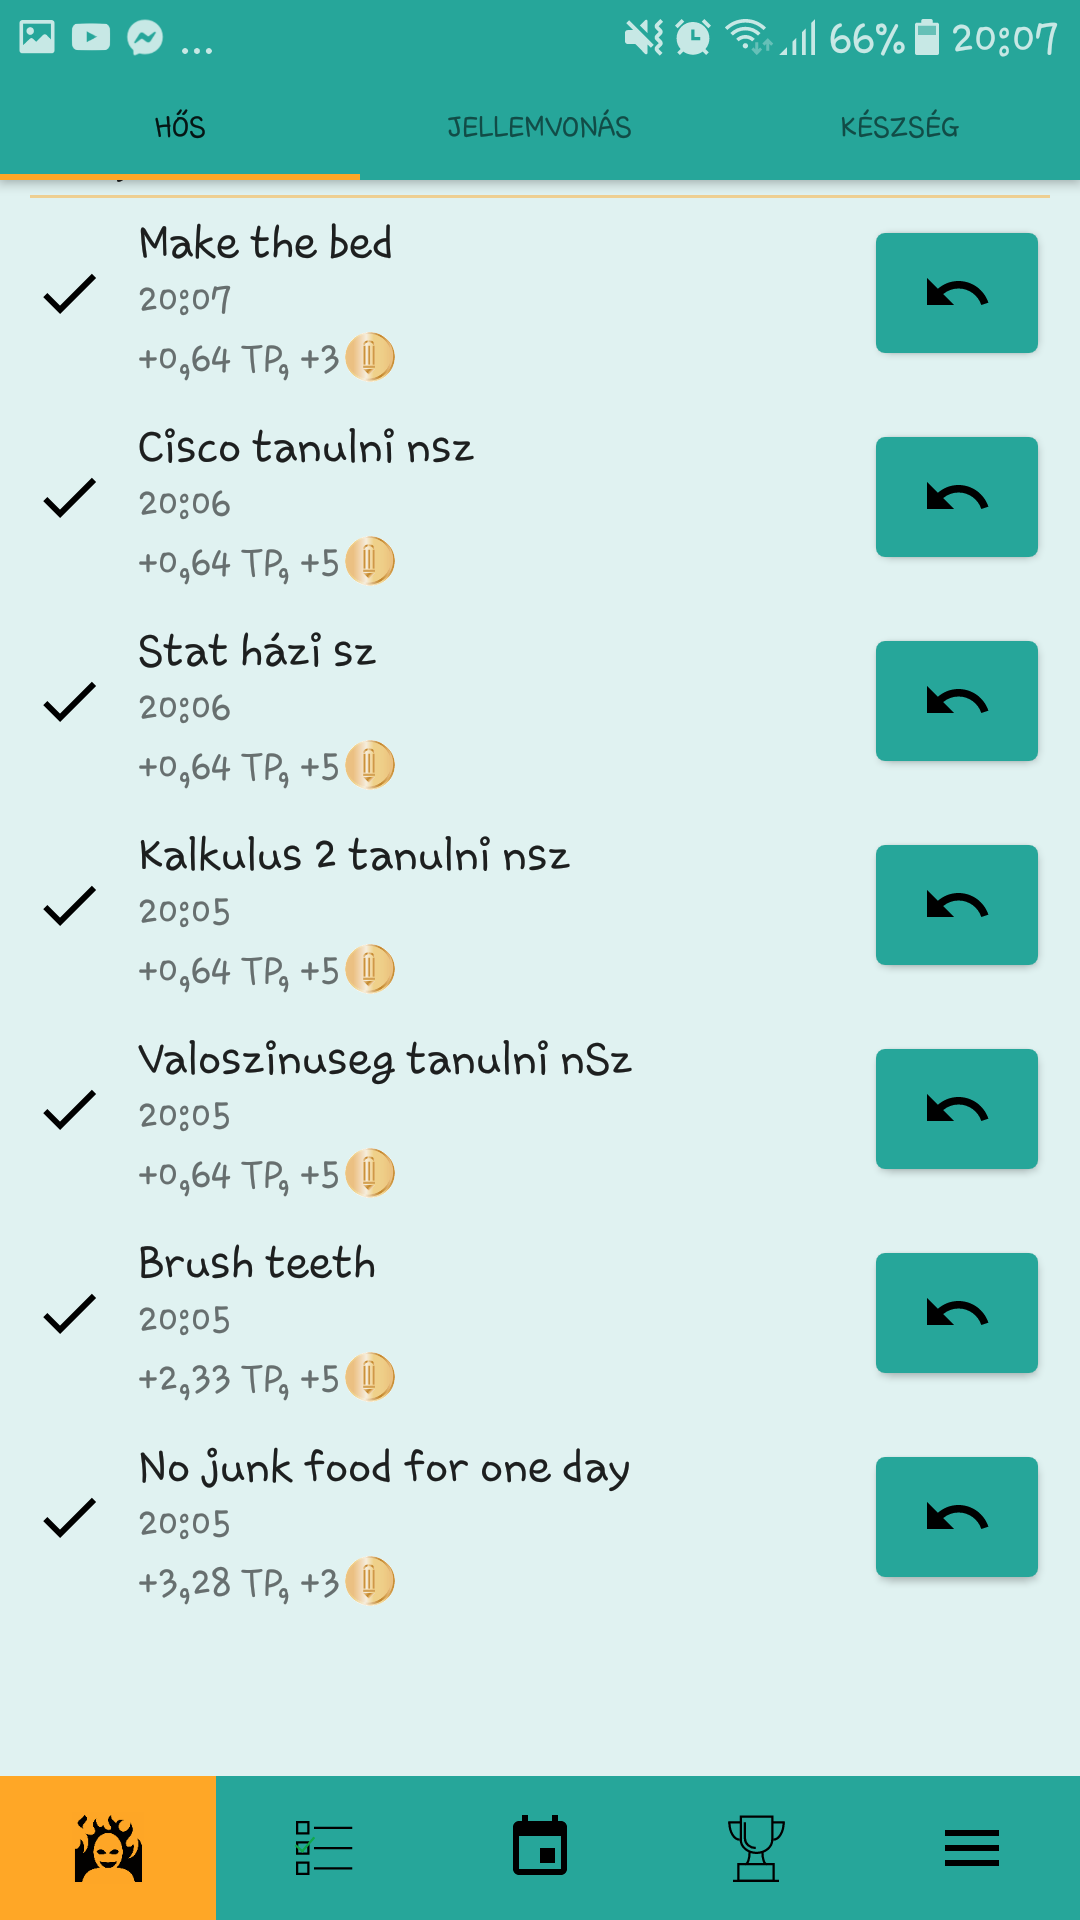 ... 66% 20:07
HŐS JELLEMVONÁS KÉSZSÉG
Make the bed
20:07
+0,64 TP, +3
Cisco tanulni nsz
20:06
+0,64 TP, +5
Stat házi sz
20:06
+0,64 TP, +5
Kalkulus 2 tanulni nsz
20:05
+0,64 TP, +5
Valoszinuseg tanulni nSz
20:05
+0,64 TP, +5
Brush teeth
20:05
+2,33 TP, +5
No junk food for one day
20:05
+3,28 TP, +3